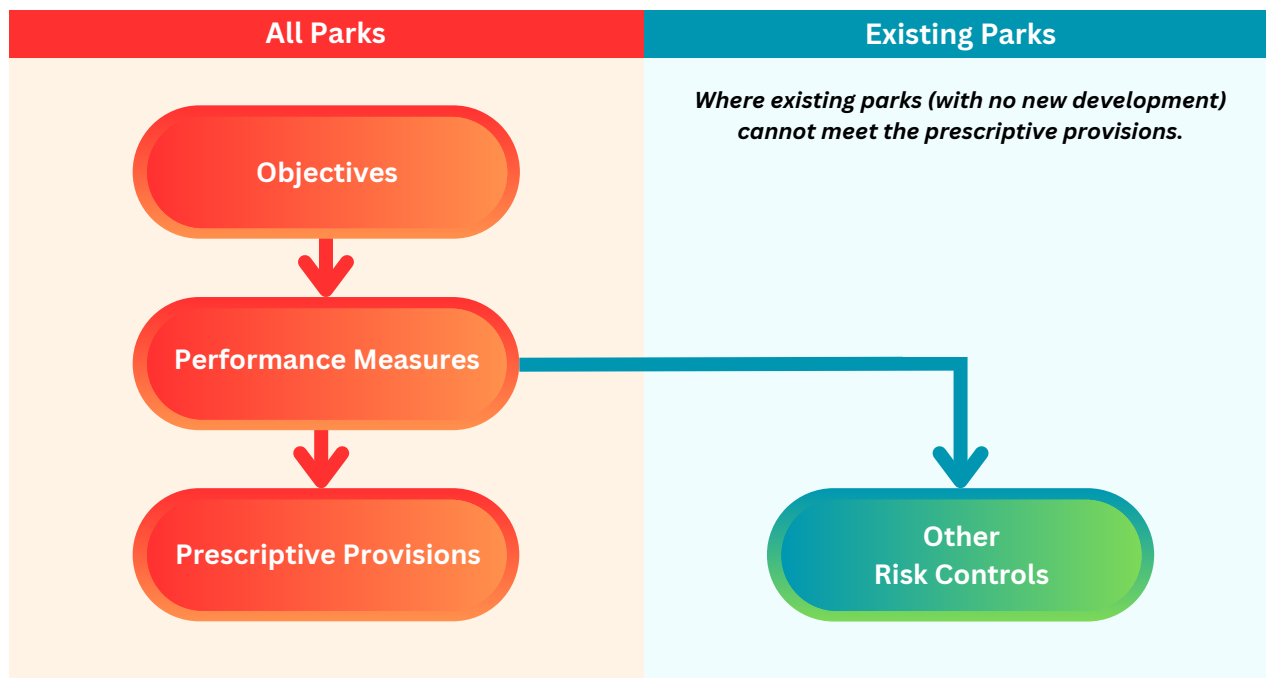 All Parks
Existing Parks
Where existing parks (with no new development)
cannot meet the prescriptive provisions.
Objectives
Performance Measures
Prescriptive Provisions
Other
Risk Controls